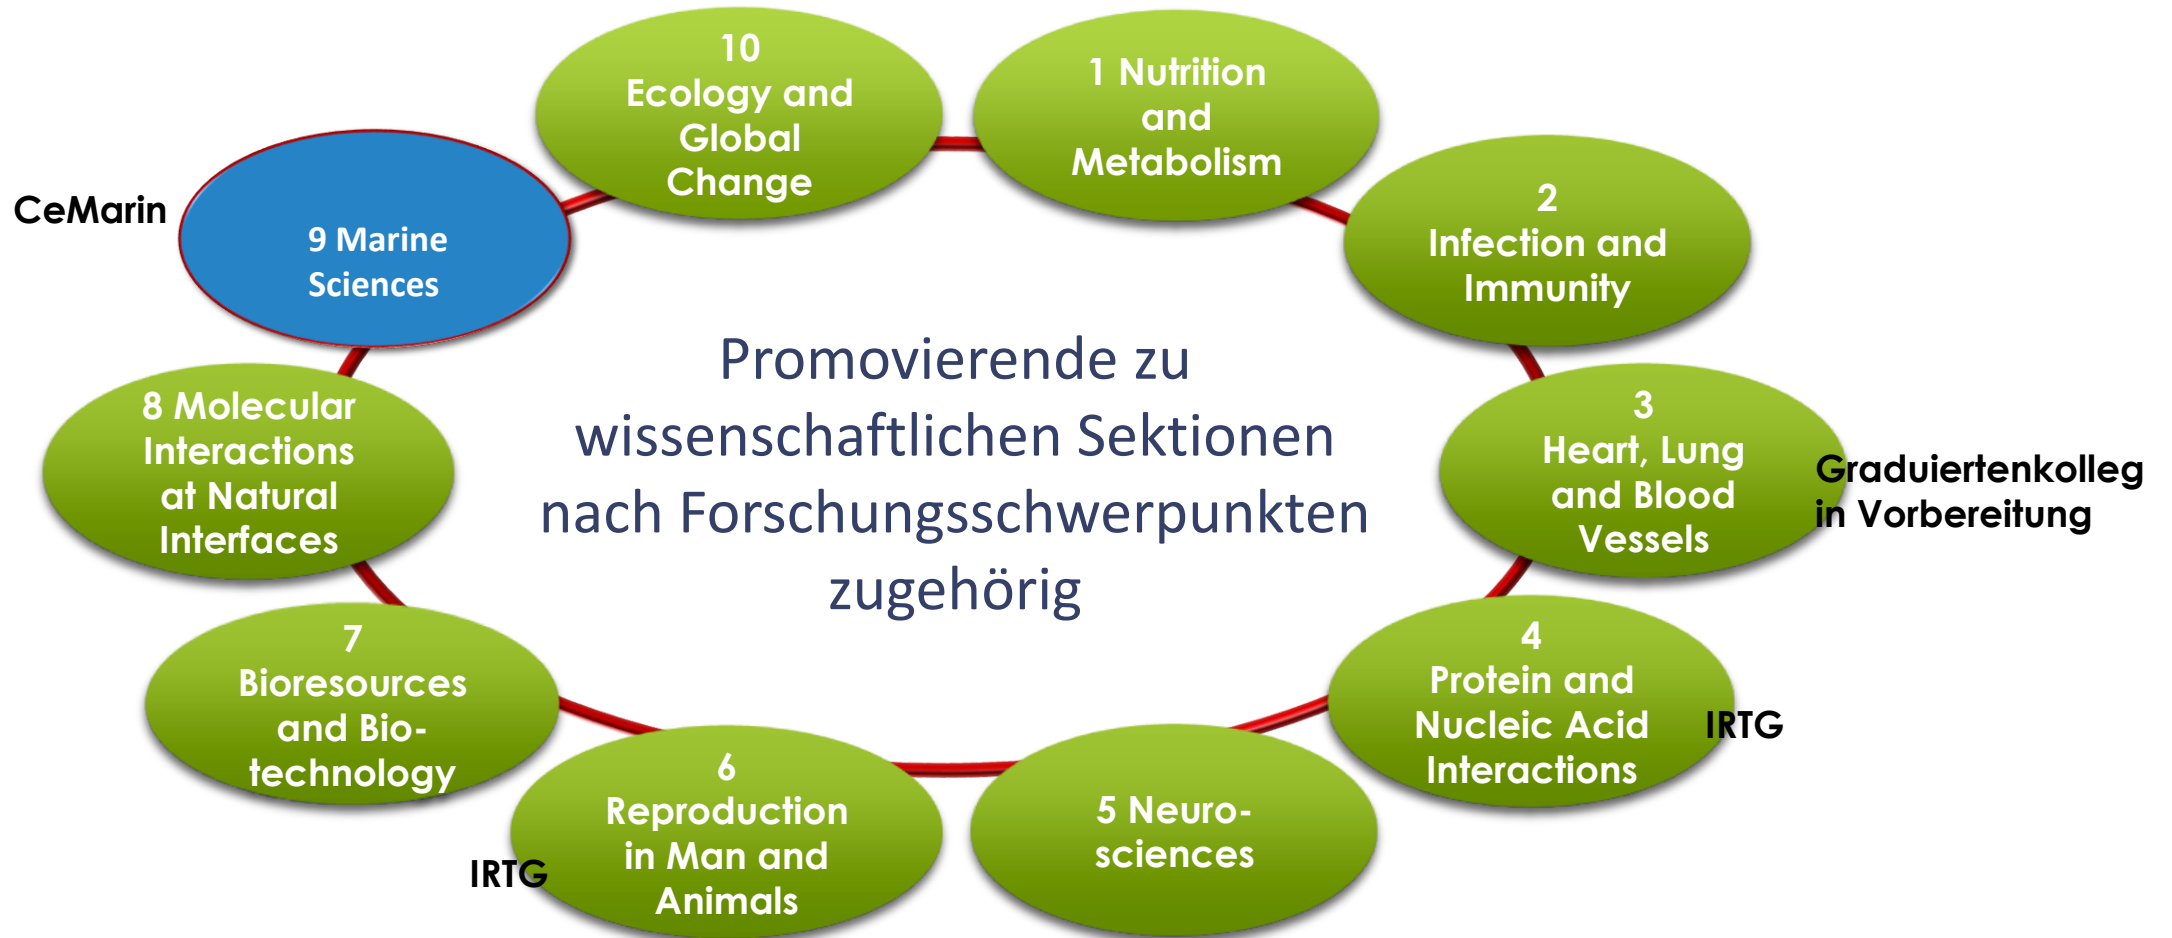 10
Ecology and
Global
Change
1 Nutrition
and
Metabolism
2
Infection and
Immunity
3
Heart, Lung
and Blood
Vessels
Graduiertenkolleg
in Vorbereitung
4
Protein and
Nucleic Acid
Interactions
IRTG
5 Neuro-
sciences
6
Reproduction
in Man and
Animals
IRTG
7
Bioresources
and Bio-
technology
8 Molecular
Interactions
at Natural
Interfaces
CeMarin
9 Marine
Sciences
Promovierende zu
wissenschaftlichen Sektionen
nach Forschungsschwerpunkten
zugehörig